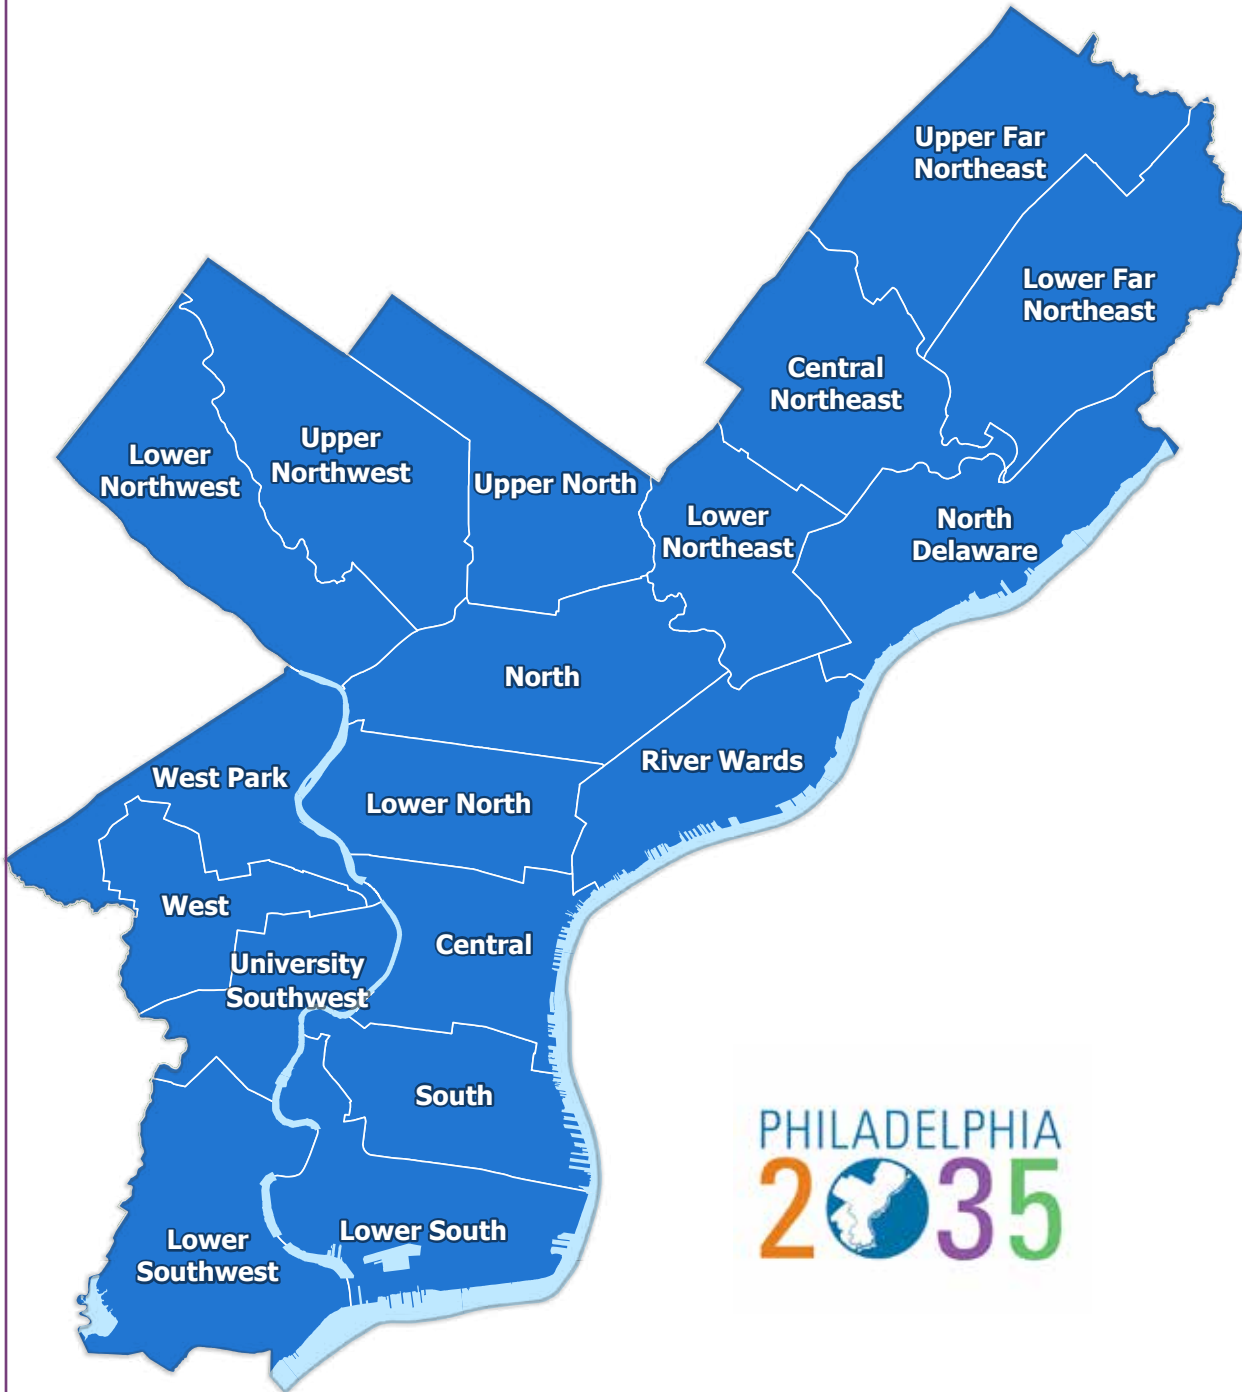 Upper Far
Northeast
Lower Far
Northeast
Central
Northeast
Upper
Northwest
Lower
Northwest
Upper North
Lower
Northeast
North
Delaware
North
River Wards
West Park
Lower North
West
Central
University
Southwest
South
Lower South
Lower
Southwest
PHILADELPHIA
2035